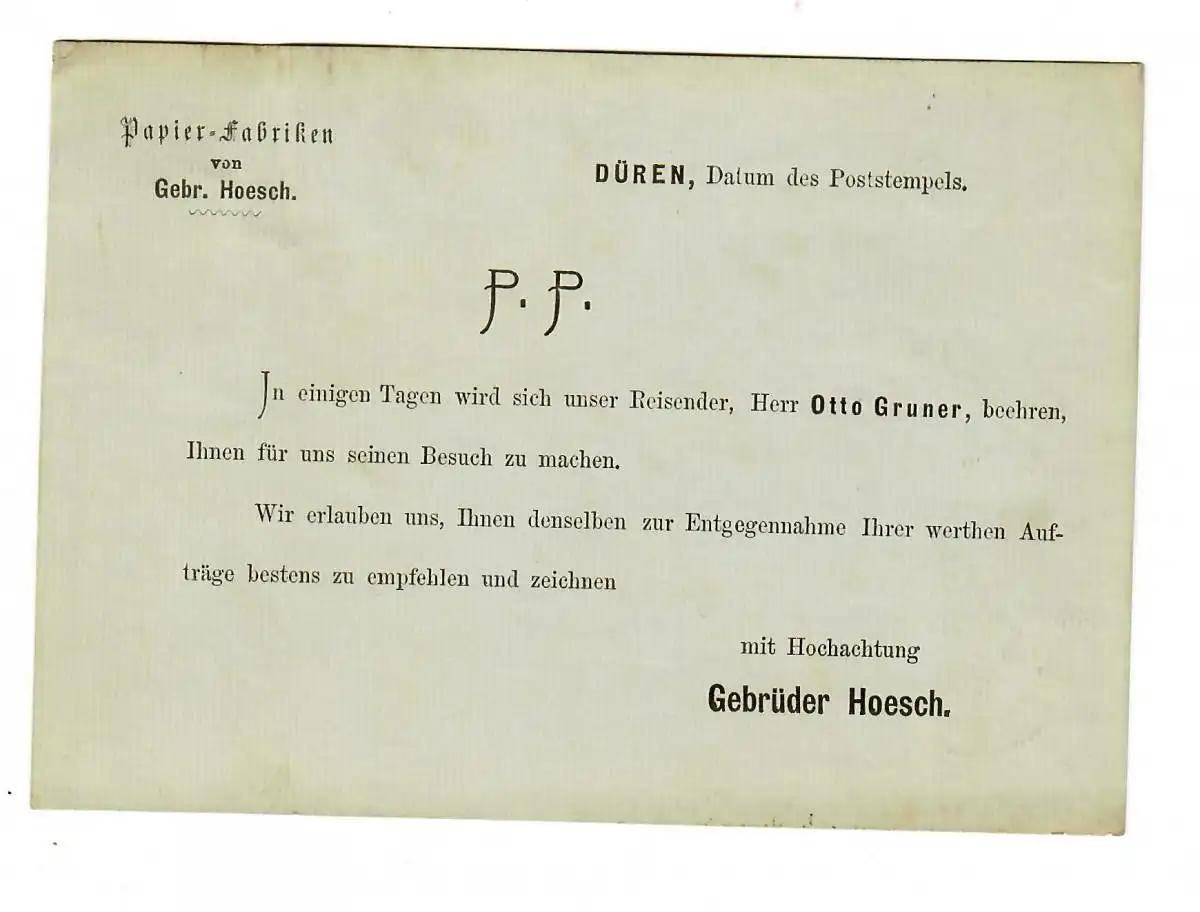 Papier-Fabriken
von
Gebr. Hoesch.
DÜREN, Datum des Poststempels.
P. P.
In einigen Tagen wird sich unser Reisender, Herr Otto Gruner, beehren,
Ihnen für uns seinen Besuch zu machen.
Wir erlauben uns, Ihnen denselben zur Entgegennahme Ihrer werthen Auf-
träge bestens zu empfehlen und zeichnen
mit Hochachtung
Gebrüder Hoesch.